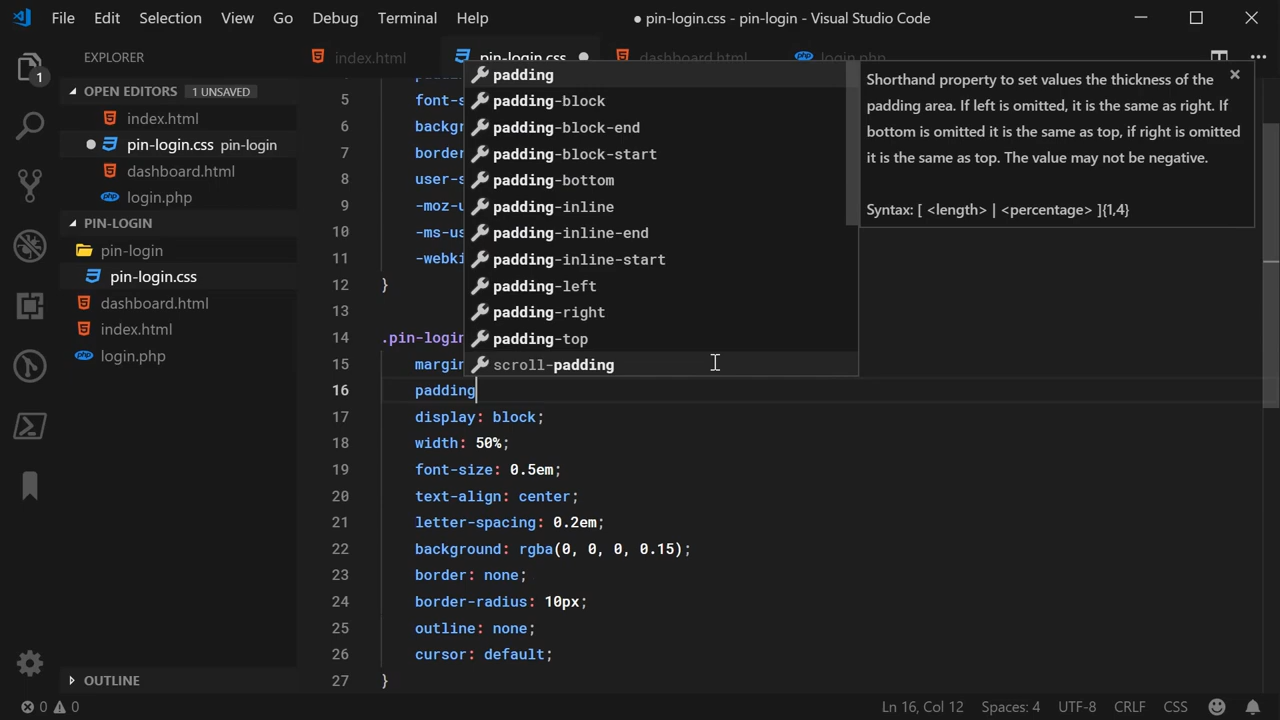 File Edit Selection View Go Debug Terminal Help
● pin-login.css - pin-login - Visual Studio Code
EXPLORER
OPEN EDITORS 1 UNSAVED
index.html
pin-login.css pin-login
dashboard.html
login.php
PIN-LOGIN
pin-login
pin-login.css
dashboard.html
index.html
login.php
OUTLINE
1
index.html
pin-login.css
dashboard.html
login.php
5 font-s
6 backgr
7 border
8 user-s
9 -moz-u
10 -ms-us
11 -webki
12 }
13
14 .pin-login
15 margin
16 padding
17 display: block;
18 width: 50%;
19 font-size: 0.5em;
20 text-align: center;
21 letter-spacing: 0.2em;
22 background: rgba(0, 0, 0, 0.15);
23 border: none;
24 border-radius: 10px;
25 outline: none;
26 cursor: default;
27 }
padding
padding-block
padding-block-end
padding-block-start
padding-bottom
padding-inline
padding-inline-end
padding-inline-start
padding-left
padding-right
padding-top
scroll-padding
Shorthand property to set values the thickness of the
padding area. If left is omitted, it is the same as right. If
bottom is omitted it is the same as top, if right is omitted
it is the same as top. The value may not be negative.
Syntax: [ <length> | <percentage> ]{1,4}
0 0
Ln 16, Col 12 Spaces: 4 UTF-8 CRLF CSS